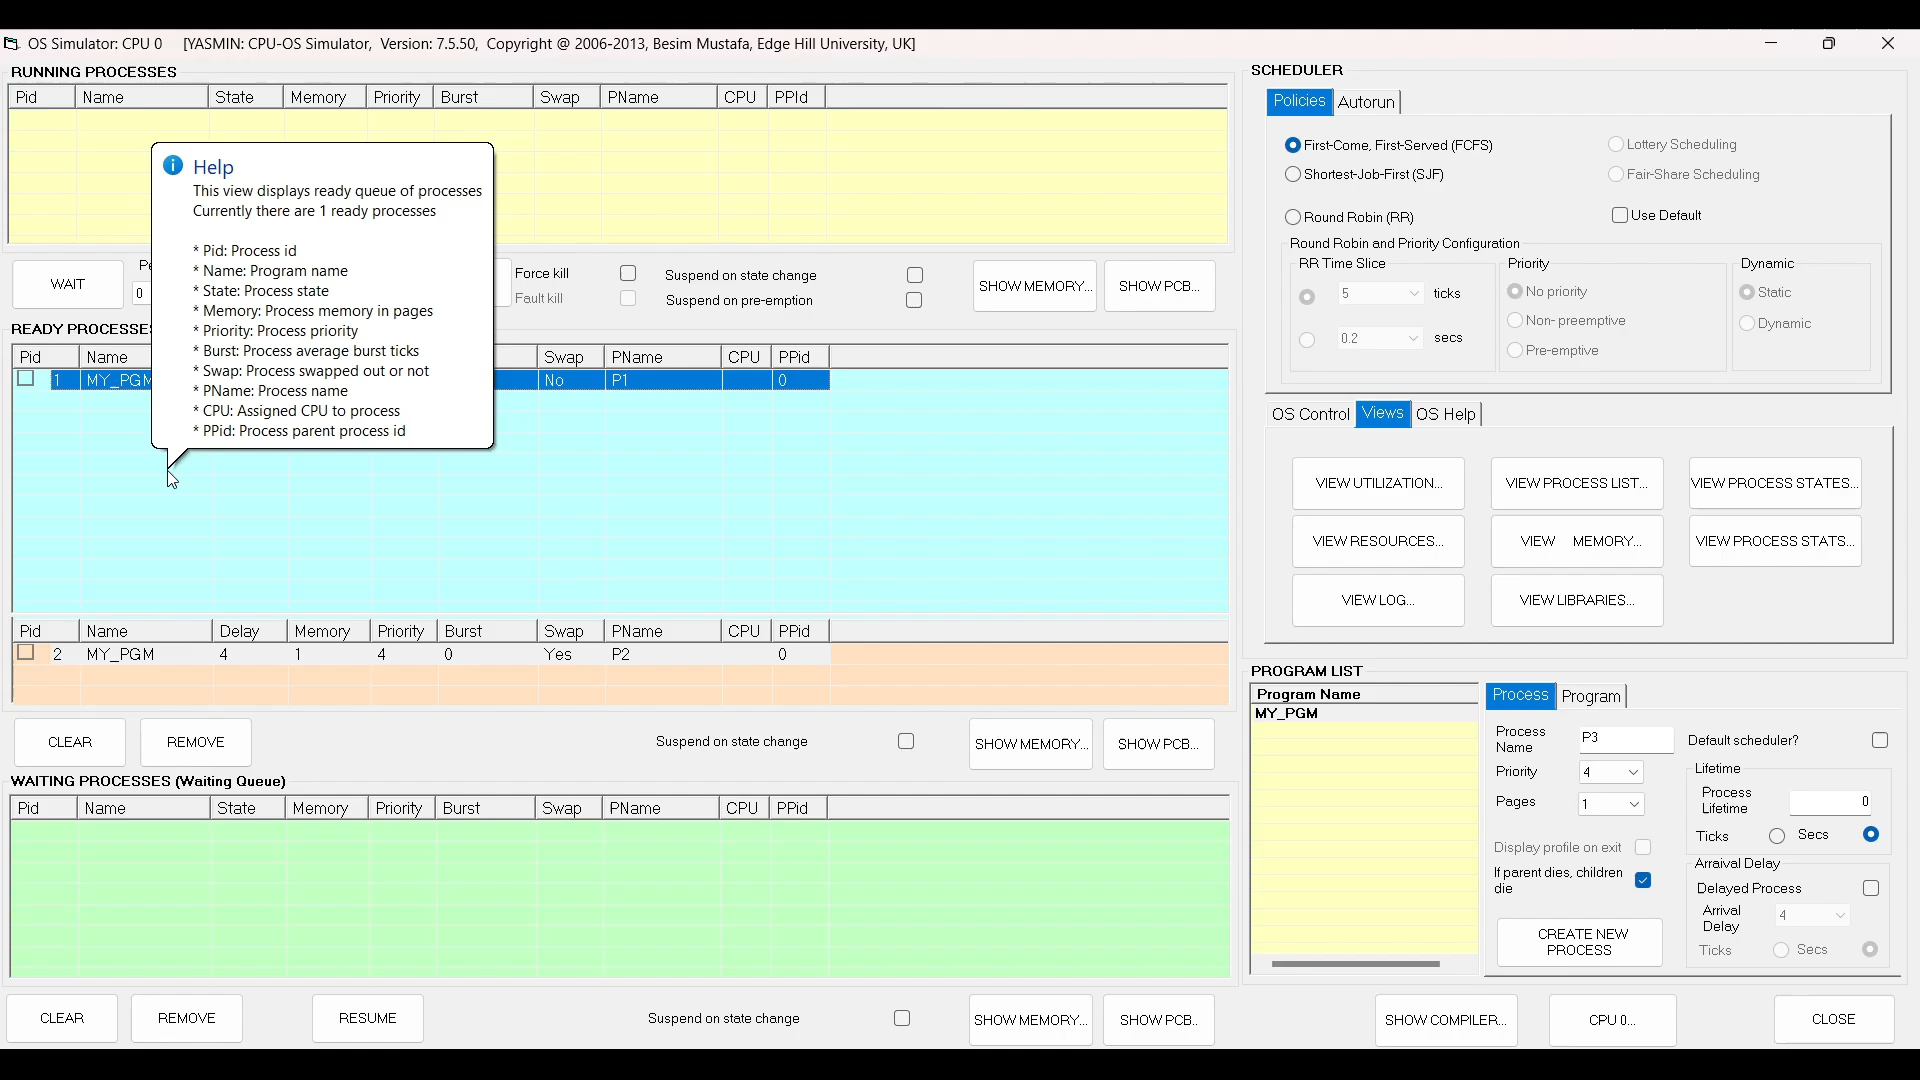 OS Simulator: CPU 0 [YASMIN: CPU-OS Simulator, Version: 7.5.50, Copyright @ 2006-2013, Besim Mustafa, Edge Hill University, UK]
RUNNING PROCESSES
Pid Name State Memory Priority Burst Swap PName CPU PPId
Help
This view displays ready queue of processes
Currently there are 1 ready processes
* Pid: Process id
* Name: Program name
* State: Process state
* Memory: Process memory in pages
* Priority: Process priority
* Burst: Process average burst ticks
* Swap: Process swapped out or not
* PName: Process name
* CPU: Assigned CPU to process
* PPid: Process parent process id
WAIT
0
Force kill
Fault kill
Suspend on state change
Suspend on pre-emption
SHOW MEMORY...
SHOW PCB...
READY PROCESSES
Pid Name Swap PName CPU PPid
1 MY_PGM No P1 0
Pid Name Delay Memory Priority Burst Swap PName CPU PPid
2 MY_PGM 4 1 4 0 Yes P2 0
CLEAR
REMOVE
Suspend on state change
SHOW MEMORY...
SHOW PCB...
WAITING PROCESSES (Waiting Queue)
Pid Name State Memory Priority Burst Swap PName CPU PPid
CLEAR
REMOVE
RESUME
Suspend on state change
SHOW MEMORY...
SHOW PCB..
SCHEDULER
Policies Autorun
First-Come, First-Served (FCFS)
Lottery Scheduling
Shortest-Job-First (SJF)
Fair-Share Scheduling
Round Robin (RR)
Use Default
Round Robin and Priority Configuration
RR Time Slice
5 ticks
0.2 secs
Priority
No priority
Non- preemptive
Pre-emptive
Dynamic
Static
Dynamic
OS Control Views OS Help
VIEW UTILIZATION...
VIEW PROCESS LIST...
VIEW PROCESS STATES...
VIEW RESOURCES...
VIEW MEMORY...
VIEW PROCESS STATS...
VIEW LOG...
VIEW LIBRARIES...
PROGRAM LIST
Program Name
MY_PGM
Process Program
Process
Name
P3
Priority 4
Pages 1
Display profile on exit
If parent dies, children
die
CREATE NEW
PROCESS
Default scheduler?
Lifetime
Process
Lifetime
0
Ticks Secs
Arraival Delay
Delayed Process
Arrival
Delay
4
Ticks Secs
SHOW COMPILER...
CPU 0...
CLOSE